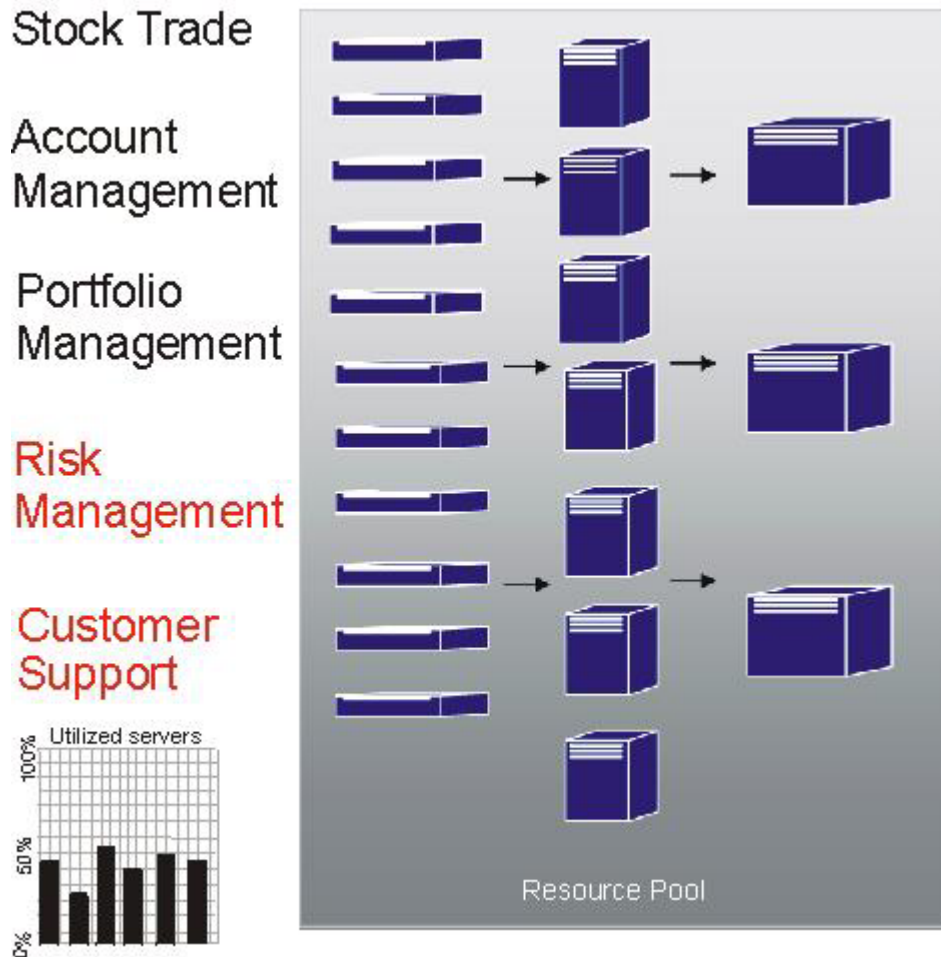 Stock Trade
Account
Management
Portfolio
Management
Risk
Management
Customer
Support
Utilized servers
100%
50%
0%
Resource Pool